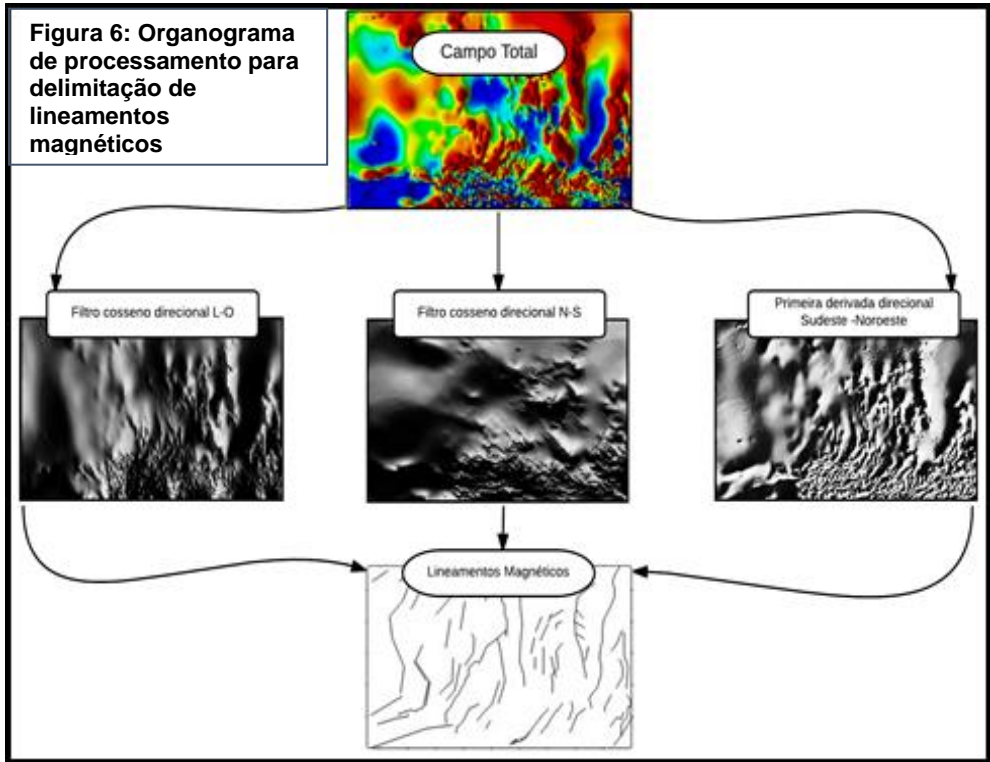 Figura 6: Organograma
de processamento para
delimitação de
lineamentos
magnéticos
Campo Total
Filtro cosseno direcional L-O
Filtro cosseno direcional N-S
Primeira derivada direcional
Sudeste -Noroeste
Lineamentos Magnéticos